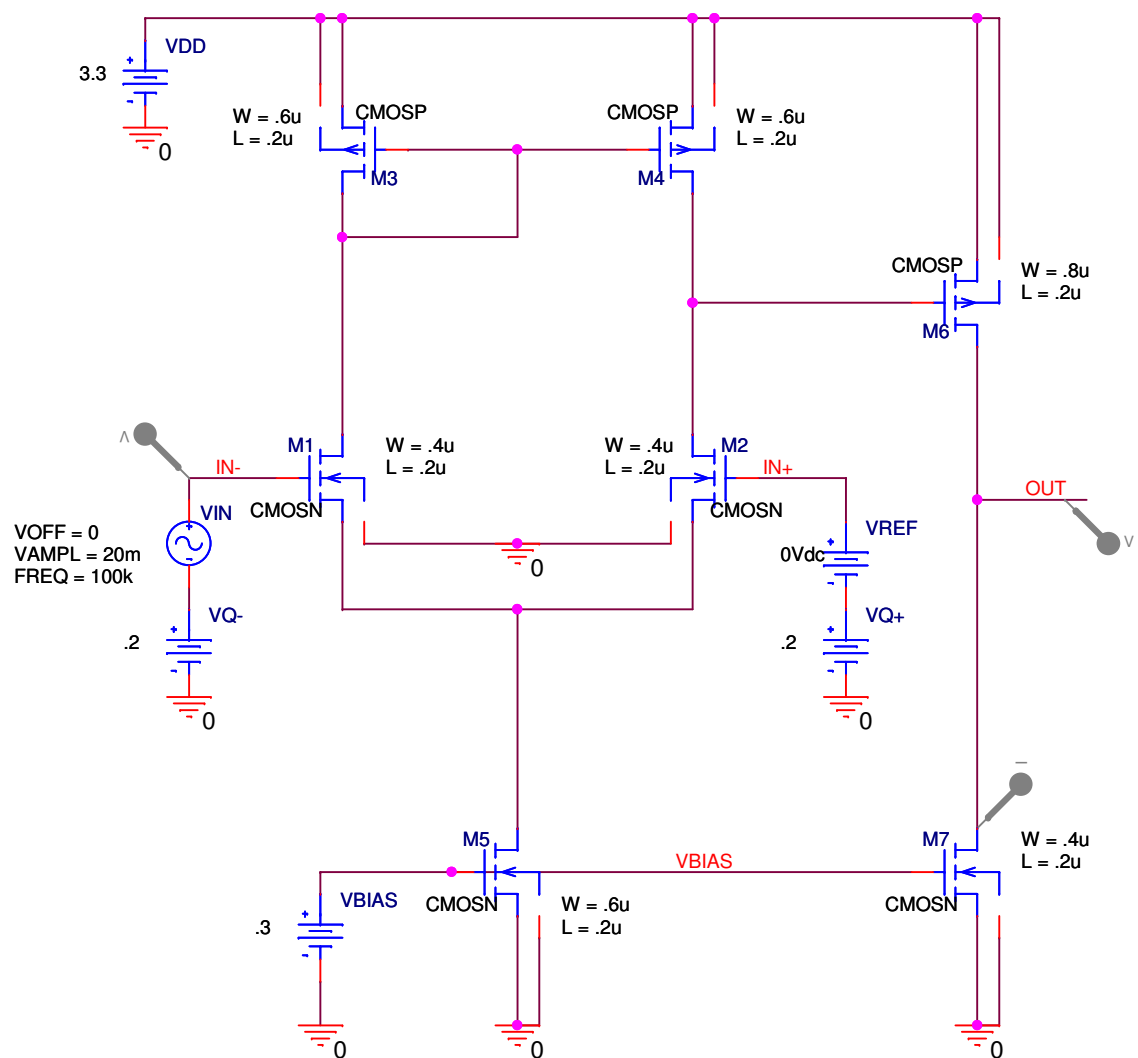 VDD
3.3
0
W = .6u
L = .2u
CMOSP
M3
CMOSP
W = .6u
L = .2u
M4
CMOSP
W = .8u
L = .2u
M6
M1
W = .4u
L = .2u
IN-
CMOSN
W = .4u
L = .2u
M2
IN+
CMOSN
V
OUT
V
VIN
VOFF = 0
VAMPL = 20m
FREQ = 100k
+
-
0
VREF
0Vdc
VQ-
.2
0
VQ+
.2
0
M5
CMOSN
W = .6u
L = .2u
VBIAS
M7
CMOSN
W = .4u
L = .2u
VBIAS
.3
0
0
0